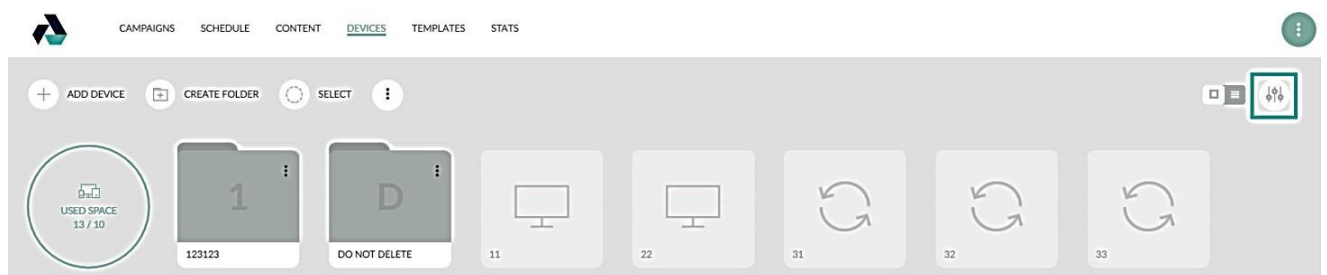 CAMPAIGNS SCHEDULE CONTENT DEVICES TEMPLATES STATS
ADD DEVICE CREATE FOLDER SELECT
USED SPACE
13 / 10
1
D
123123
DO NOT DELETE
11
22
31
32
33